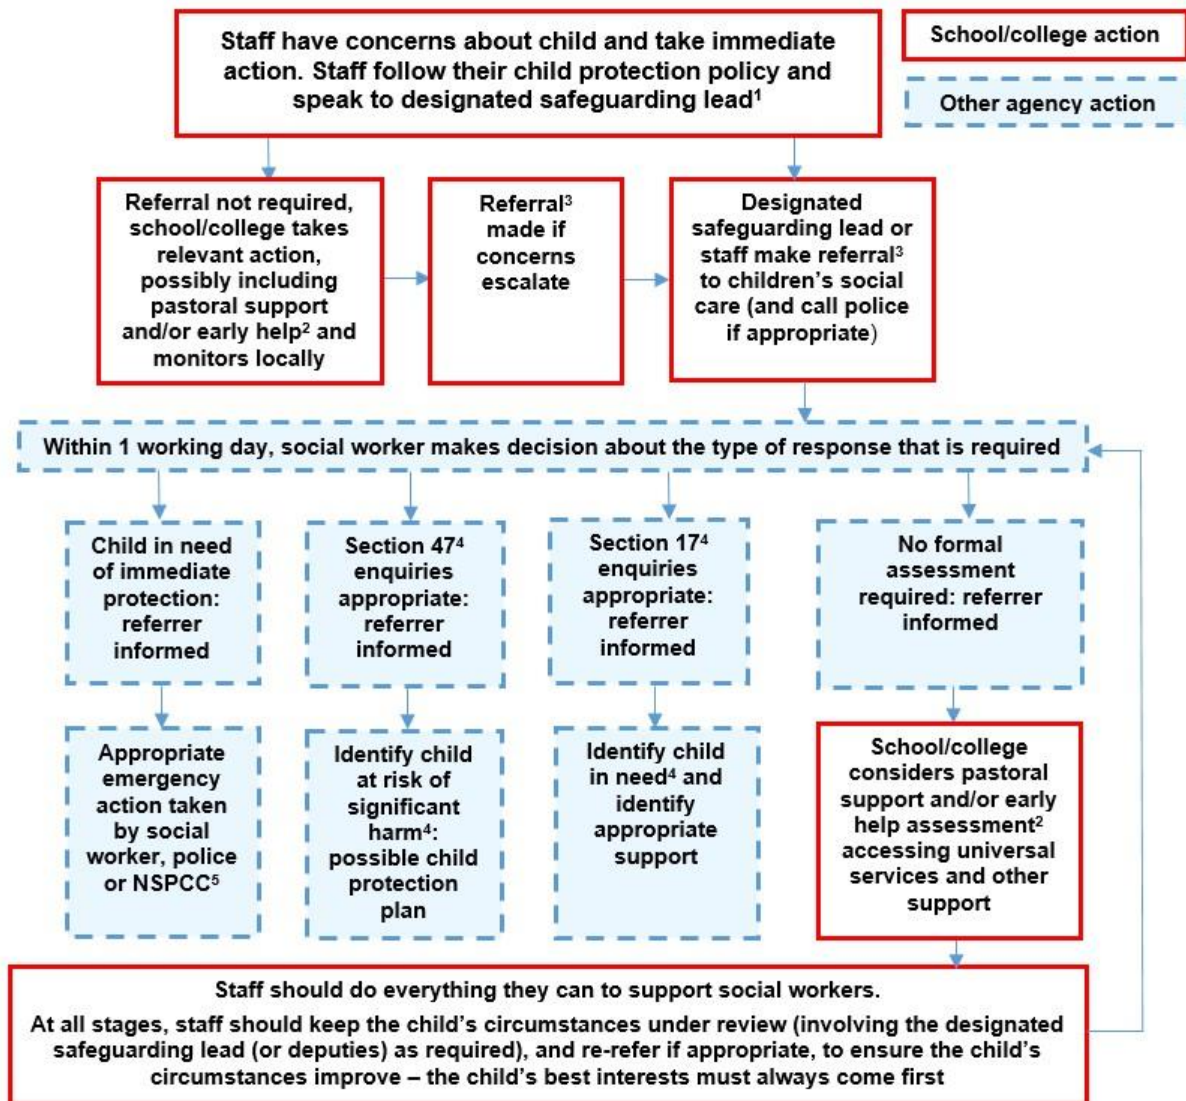 Staff have concerns about child and take immediate
action. Staff follow their child protection policy and
speak to designated safeguarding lead¹
School/college action
Other agency action
Referral not required,
school/college takes
relevant action,
possibly including
pastoral support
and/or early help² and
monitors locally
Referral³
made if
concerns
escalate
Designated
safeguarding lead or
staff make referral³
to children’s social
care (and call police
if appropriate)
Within 1 working day, social worker makes decision about the type of response that is required
Child in need
of immediate
protection:
referrer
informed
Section 47⁴
enquiries
appropriate:
referrer
informed
Section 17⁴
enquiries
appropriate:
referrer
informed
No formal
assessment
required: referrer
informed
Appropriate
emergency
action taken
by social
worker, police
or NSPCC⁵
Identify child
at risk of
significant
harm⁴:
possible child
protection
plan
Identify child
in need⁴ and
identify
appropriate
support
School/college
considers pastoral
support and/or early
help assessment²
accessing universal
services and other
support
Staff should do everything they can to support social workers.
At all stages, staff should keep the child’s circumstances under review (involving the designated
safeguarding lead (or deputies) as required), and re-refer if appropriate, to ensure the child’s
circumstances improve – the child’s best interests must always come first